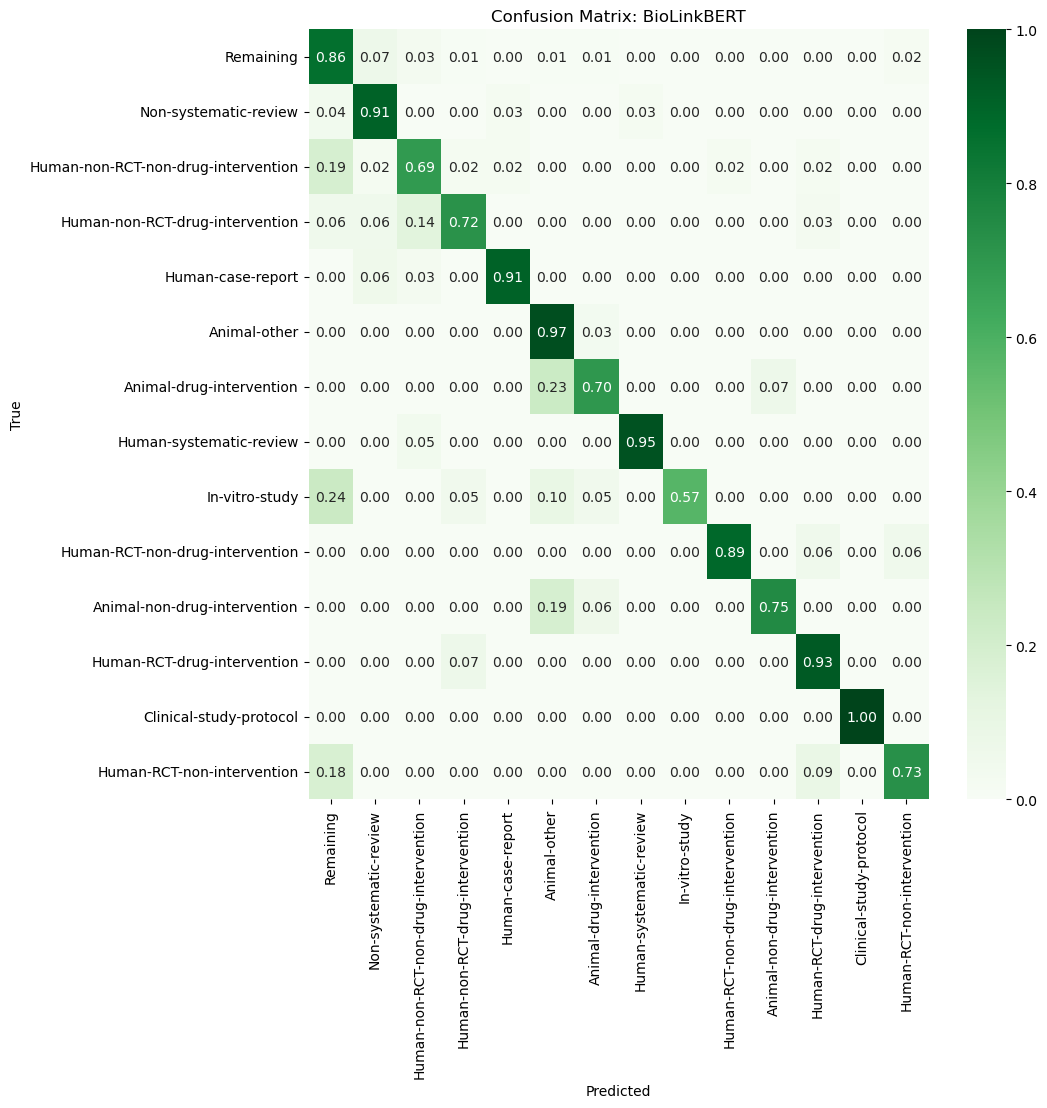 Confusion Matrix: BioLinkBERT
True
Remaining 0.86 0.07 0.03 0.01 0.00 0.01 0.01 0.00 0.00 0.00 0.00 0.00 0.00 0.02
Non-systematic-review 0.04 0.91 0.00 0.00 0.03 0.00 0.00 0.03 0.00 0.00 0.00 0.00 0.00 0.00
Human-non-RCT-non-drug-intervention 0.19 0.02 0.69 0.02 0.02 0.00 0.00 0.00 0.00 0.02 0.00 0.02 0.00 0.00
Human-non-RCT-drug-intervention 0.06 0.06 0.14 0.72 0.00 0.00 0.00 0.00 0.00 0.00 0.00 0.03 0.00 0.00
Human-case-report 0.00 0.06 0.03 0.00 0.91 0.00 0.00 0.00 0.00 0.00 0.00 0.00 0.00 0.00
Animal-other 0.00 0.00 0.00 0.00 0.00 0.97 0.03 0.00 0.00 0.00 0.00 0.00 0.00 0.00
Animal-drug-intervention 0.00 0.00 0.00 0.00 0.00 0.23 0.70 0.00 0.00 0.00 0.07 0.00 0.00 0.00
Human-systematic-review 0.00 0.00 0.05 0.00 0.00 0.00 0.00 0.95 0.00 0.00 0.00 0.00 0.00 0.00
In-vitro-study 0.24 0.00 0.00 0.05 0.00 0.10 0.05 0.00 0.57 0.00 0.00 0.00 0.00 0.00
Human-RCT-non-drug-intervention 0.00 0.00 0.00 0.00 0.00 0.00 0.00 0.00 0.00 0.89 0.00 0.06 0.00 0.06
Animal-non-drug-intervention 0.00 0.00 0.00 0.00 0.00 0.19 0.06 0.00 0.00 0.00 0.75 0.00 0.00 0.00
Human-RCT-drug-intervention 0.00 0.00 0.00 0.07 0.00 0.00 0.00 0.00 0.00 0.00 0.00 0.93 0.00 0.00
Clinical-study-protocol 0.00 0.00 0.00 0.00 0.00 0.00 0.00 0.00 0.00 0.00 0.00 0.00 1.00 0.00
Human-RCT-non-intervention 0.18 0.00 0.00 0.00 0.00 0.00 0.00 0.00 0.00 0.00 0.00 0.09 0.00 0.73
Remaining
Non-systematic-review
Human-non-RCT-non-drug-intervention
Human-non-RCT-drug-intervention
Human-case-report
Animal-other
Animal-drug-intervention
Human-systematic-review
In-vitro-study
Human-RCT-non-drug-intervention
Animal-non-drug-intervention
Human-RCT-drug-intervention
Clinical-study-protocol
Human-RCT-non-intervention
Predicted
1.0
0.8
0.6
0.4
0.2
0.0